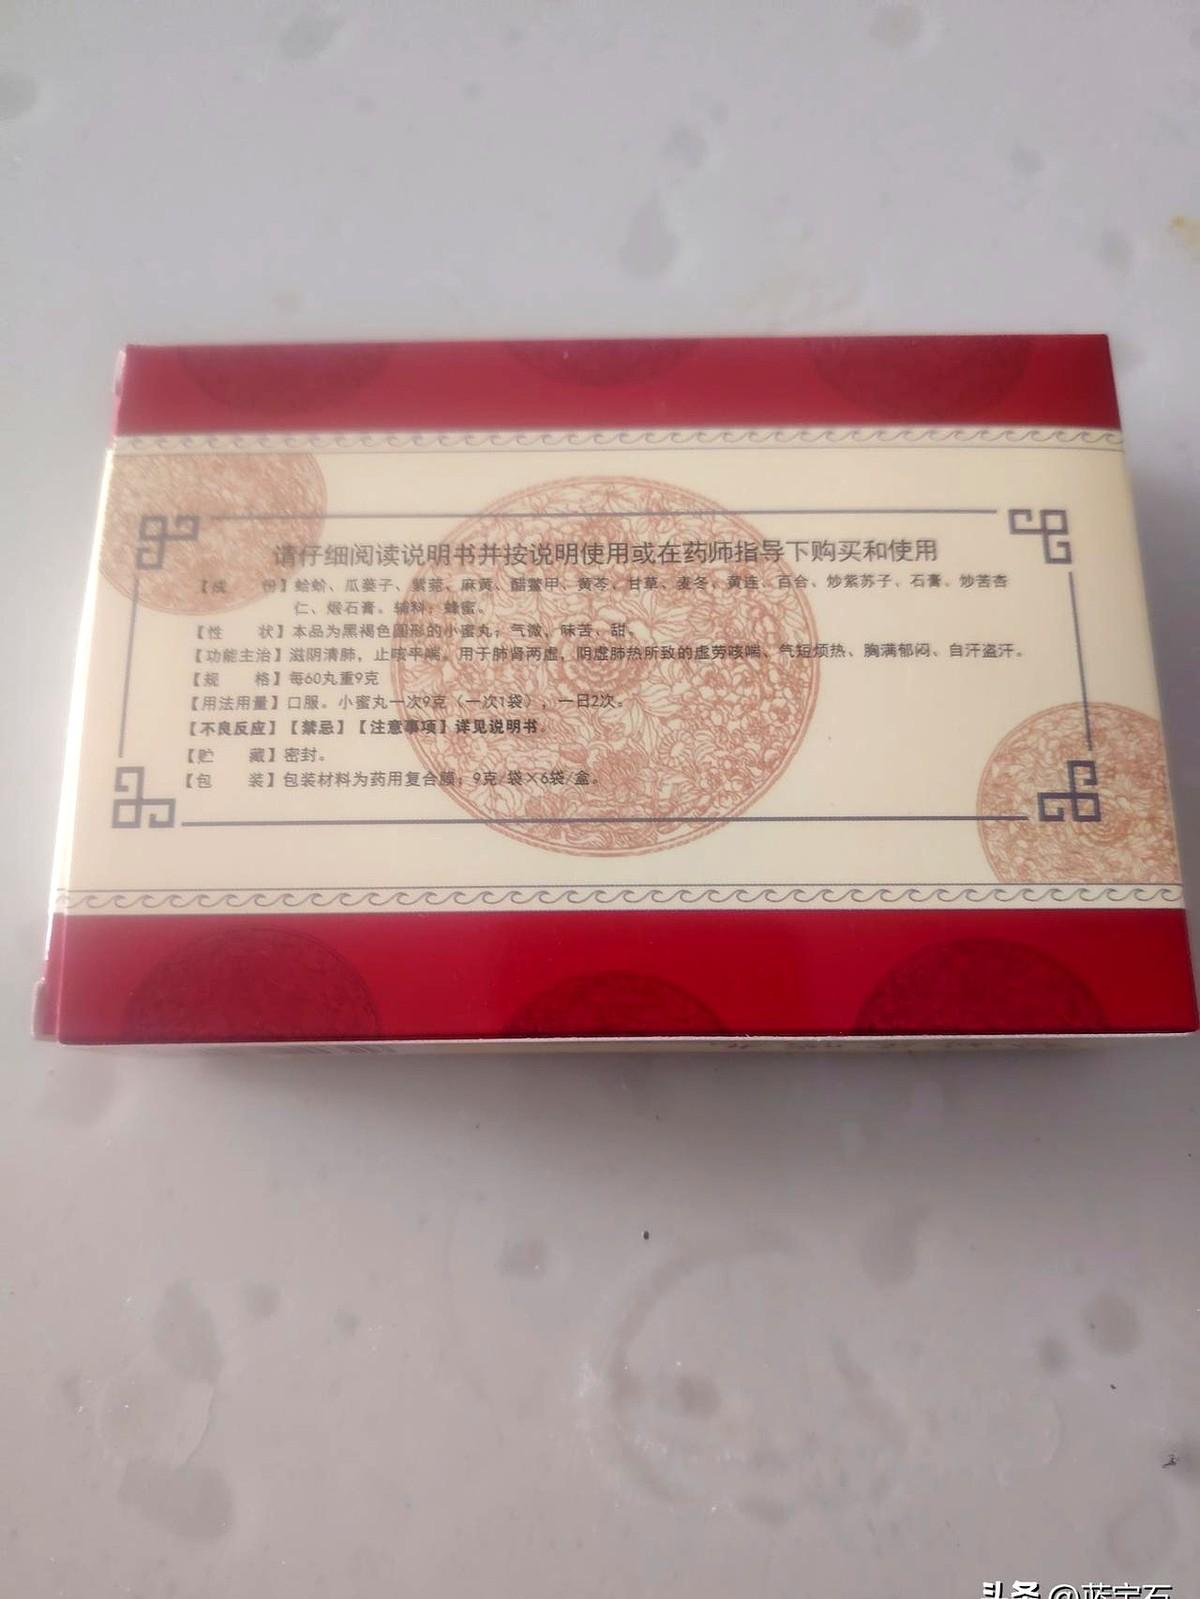 请仔细阅读说明书并按说明使用或在药师指导下购买和使用
【成 份】蛤蚧、瓜蒌子、紫菀、麻黄、醋鳖甲、黄芩、甘草、麦冬、黄连、百合、炒紫苏子、石膏、炒苦杏
仁、煅石膏。辅料：蜂蜜。
【性 状】本品为黑褐色圆形的小蜜丸；气微，味苦、甜。
【功能主治】滋阴清肺，止咳平喘。用于肺肾两虚，阴虚肺热所致的虚劳咳喘、气短烦热、胸满郁闷、自汗盗汗。
【规 格】每60丸重9克
【用法用量】口服。小蜜丸一次9克（一次1袋），一日2次。
【不良反应】【禁忌】【注意事项】详见说明书。
【贮 藏】密封。
【包 装】包装材料为药用复合膜；9克/袋×6袋/盒。
头条 @蓝宝石